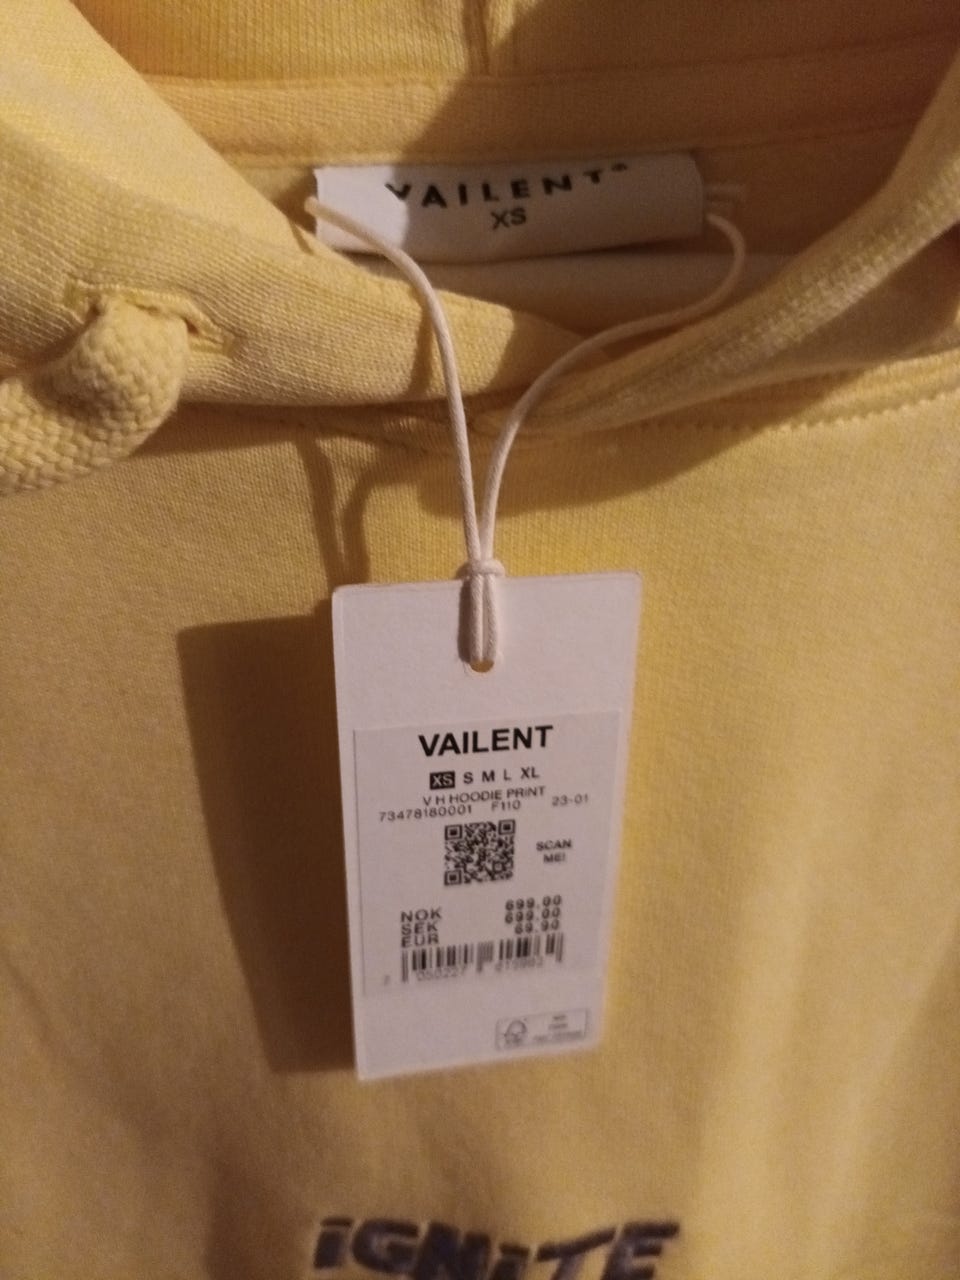 VAILENT
XS
VAILENT
XS S M L XL
V H HOODIE PRINT
73478180001 F110 23-01
SCAN
ME!
NOK 699.00
SEK 699.00
EUR 69.90
IGNITE